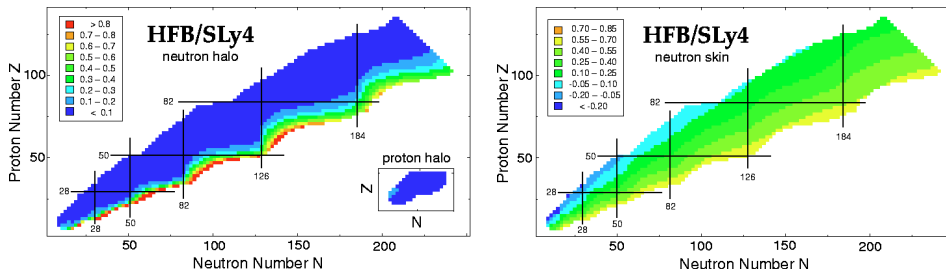 HFB/SLy4
neutron halo
> 0.8
0.7 – 0.8
0.6 – 0.7
0.5 – 0.6
0.4 – 0.5
0.3 – 0.4
0.2 – 0.3
0.1 – 0.2
< 0.1
Proton Number Z
100
50
82
50
28
28
50
82
126
184
proton halo
Z
N
50
100
150
200
Neutron Number N
HFB/SLy4
neutron skin
0.70 – 0.85
0.55 – 0.70
0.40 – 0.55
0.25 – 0.40
0.10 – 0.25
-0.05 – 0.10
-0.20 – -0.05
< -0.20
Proton Number Z
100
50
82
50
28
28
50
82
126
184
50
100
150
200
Neutron Number N